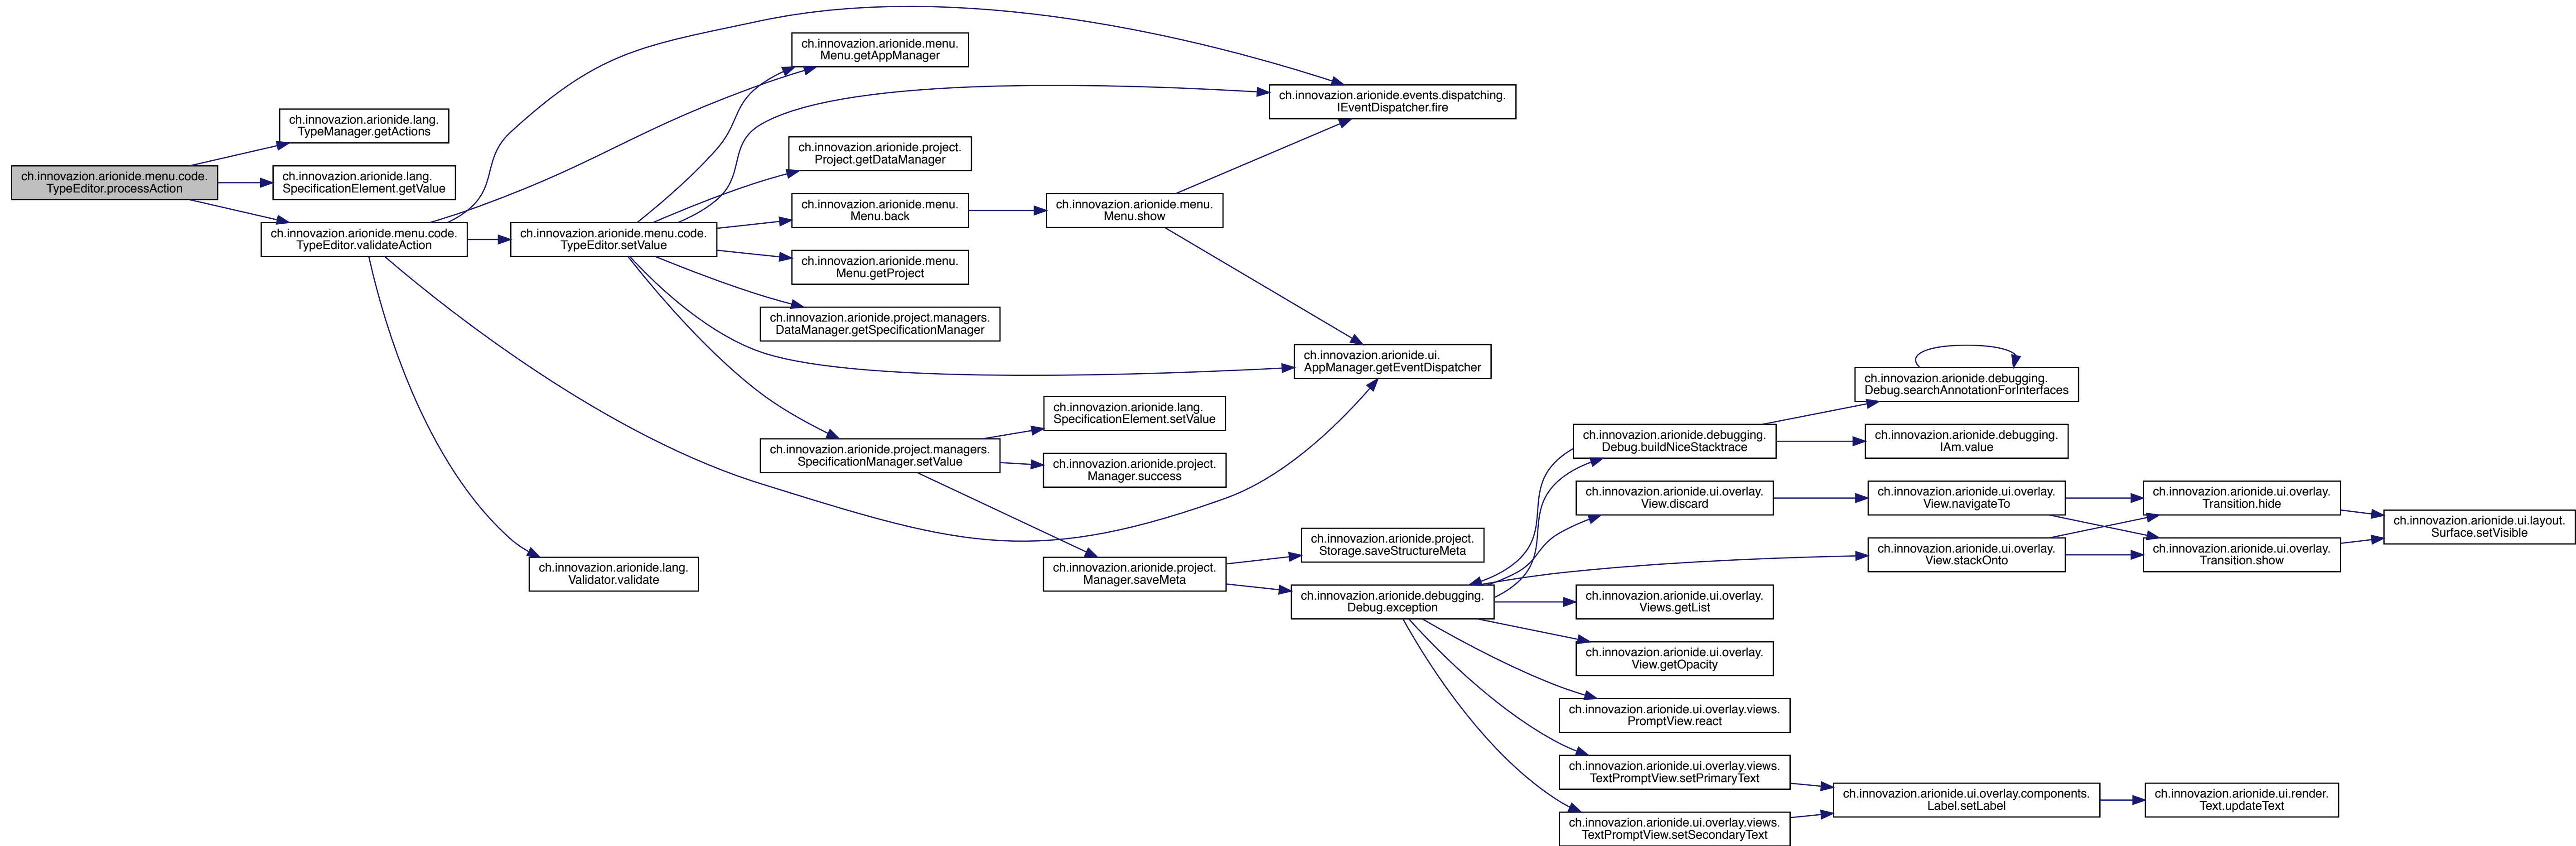 ch.innovazion.arionide.menu.code.
TypeEditor.processAction
ch.innovazion.arionide.lang.
TypeManager.getActions
ch.innovazion.arionide.lang.
SpecificationElement.getValue
ch.innovazion.arionide.menu.code.
TypeEditor.validateAction
ch.innovazion.arionide.menu.code.
TypeEditor.setValue
ch.innovazion.arionide.lang.
Validator.validate
ch.innovazion.arionide.menu.
Menu.getAppManager
ch.innovazion.arionide.project.
Project.getDataManager
ch.innovazion.arionide.menu.
Menu.back
ch.innovazion.arionide.menu.
Menu.getProject
ch.innovazion.arionide.project.managers.
DataManager.getSpecificationManager
ch.innovazion.arionide.project.managers.
SpecificationManager.setValue
ch.innovazion.arionide.menu.
Menu.show
ch.innovazion.arionide.lang.
SpecificationElement.setValue
ch.innovazion.arionide.project.
Manager.success
ch.innovazion.arionide.project.
Manager.saveMeta
ch.innovazion.arionide.events.dispatching.
IEventDispatcher.fire
ch.innovazion.arionide.ui.
AppManager.getEventDispatcher
ch.innovazion.arionide.project.
Storage.saveStructureMeta
ch.innovazion.arionide.debugging.
Debug.exception
ch.innovazion.arionide.debugging.
Debug.buildNiceStacktrace
ch.innovazion.arionide.ui.overlay.
View.discard
ch.innovazion.arionide.ui.overlay.
Views.getList
ch.innovazion.arionide.ui.overlay.
View.getOpacity
ch.innovazion.arionide.ui.overlay.views.
PromptView.react
ch.innovazion.arionide.ui.overlay.views.
TextPromptView.setPrimaryText
ch.innovazion.arionide.ui.overlay.views.
TextPromptView.setSecondaryText
ch.innovazion.arionide.debugging.
Debug.searchAnnotationForInterfaces
ch.innovazion.arionide.debugging.
IAm.value
ch.innovazion.arionide.ui.overlay.
View.navigateTo
ch.innovazion.arionide.ui.overlay.
View.stackOnto
ch.innovazion.arionide.ui.overlay.components.
Label.setLabel
ch.innovazion.arionide.ui.overlay.
Transition.hide
ch.innovazion.arionide.ui.overlay.
Transition.show
ch.innovazion.arionide.ui.render.
Text.updateText
ch.innovazion.arionide.ui.layout.
Surface.setVisible